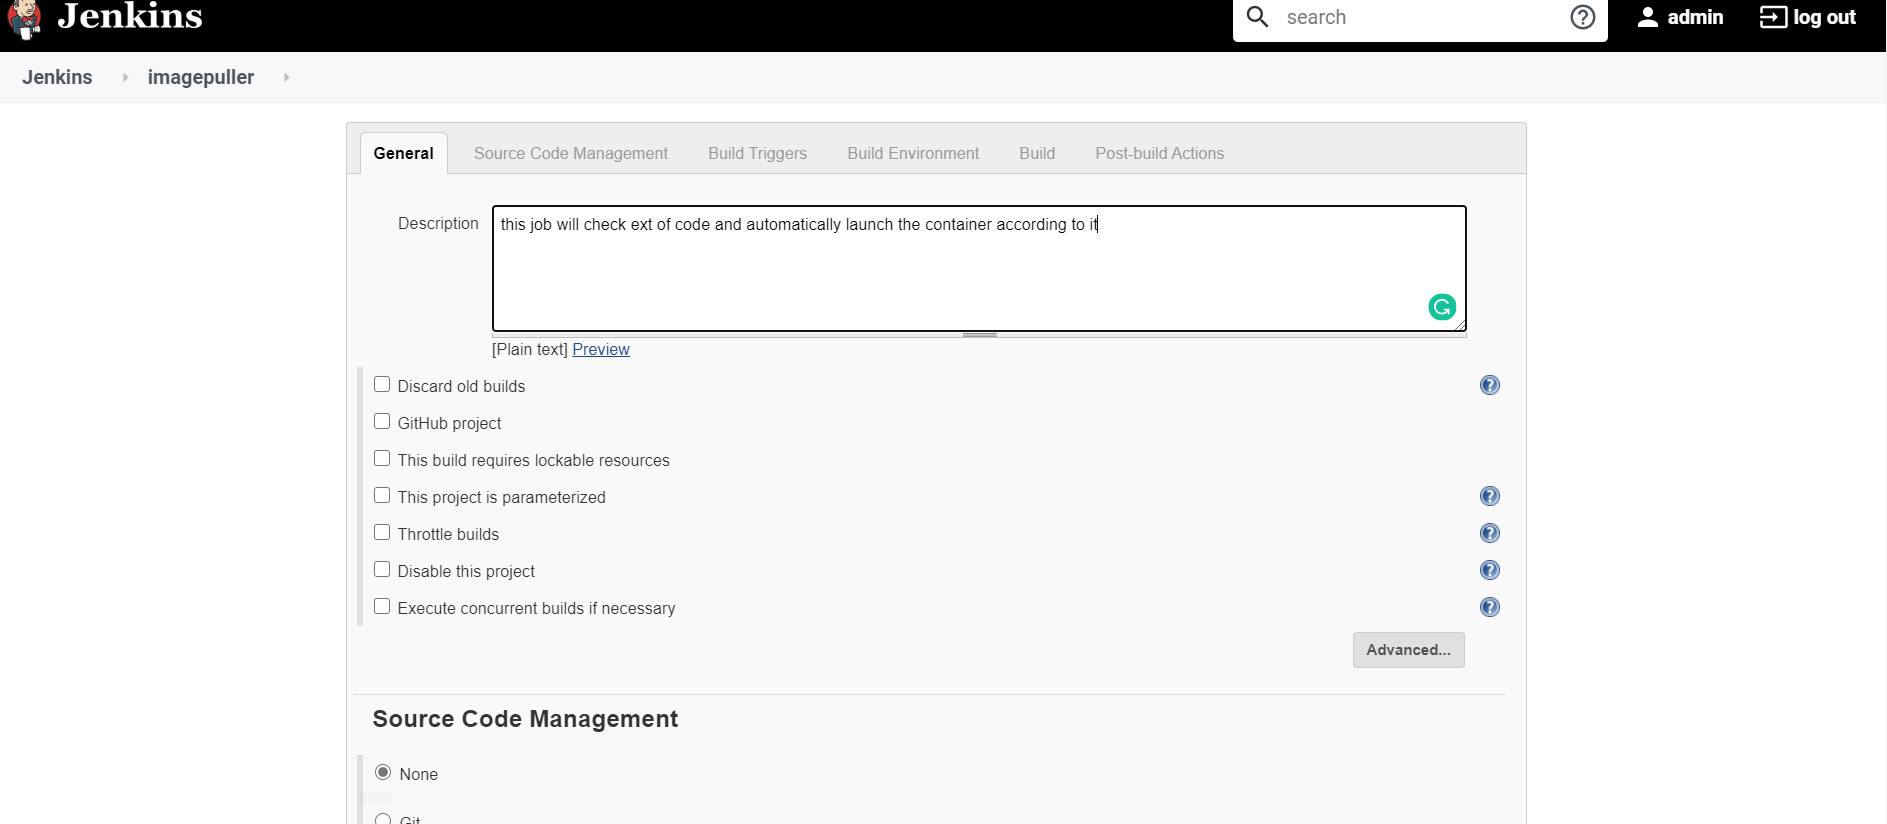 Jenkins
search
admin
log out
Jenkins
imagepuller
General
Source Code Management
Build Triggers
Build Environment
Build
Post-build Actions
Description
this job will check ext of code and automatically launch the container according to it
[Plain text] Preview
Discard old builds
GitHub project
This build requires lockable resources
This project is parameterized
Throttle builds
Disable this project
Execute concurrent builds if necessary
Advanced...
Source Code Management
None
Git